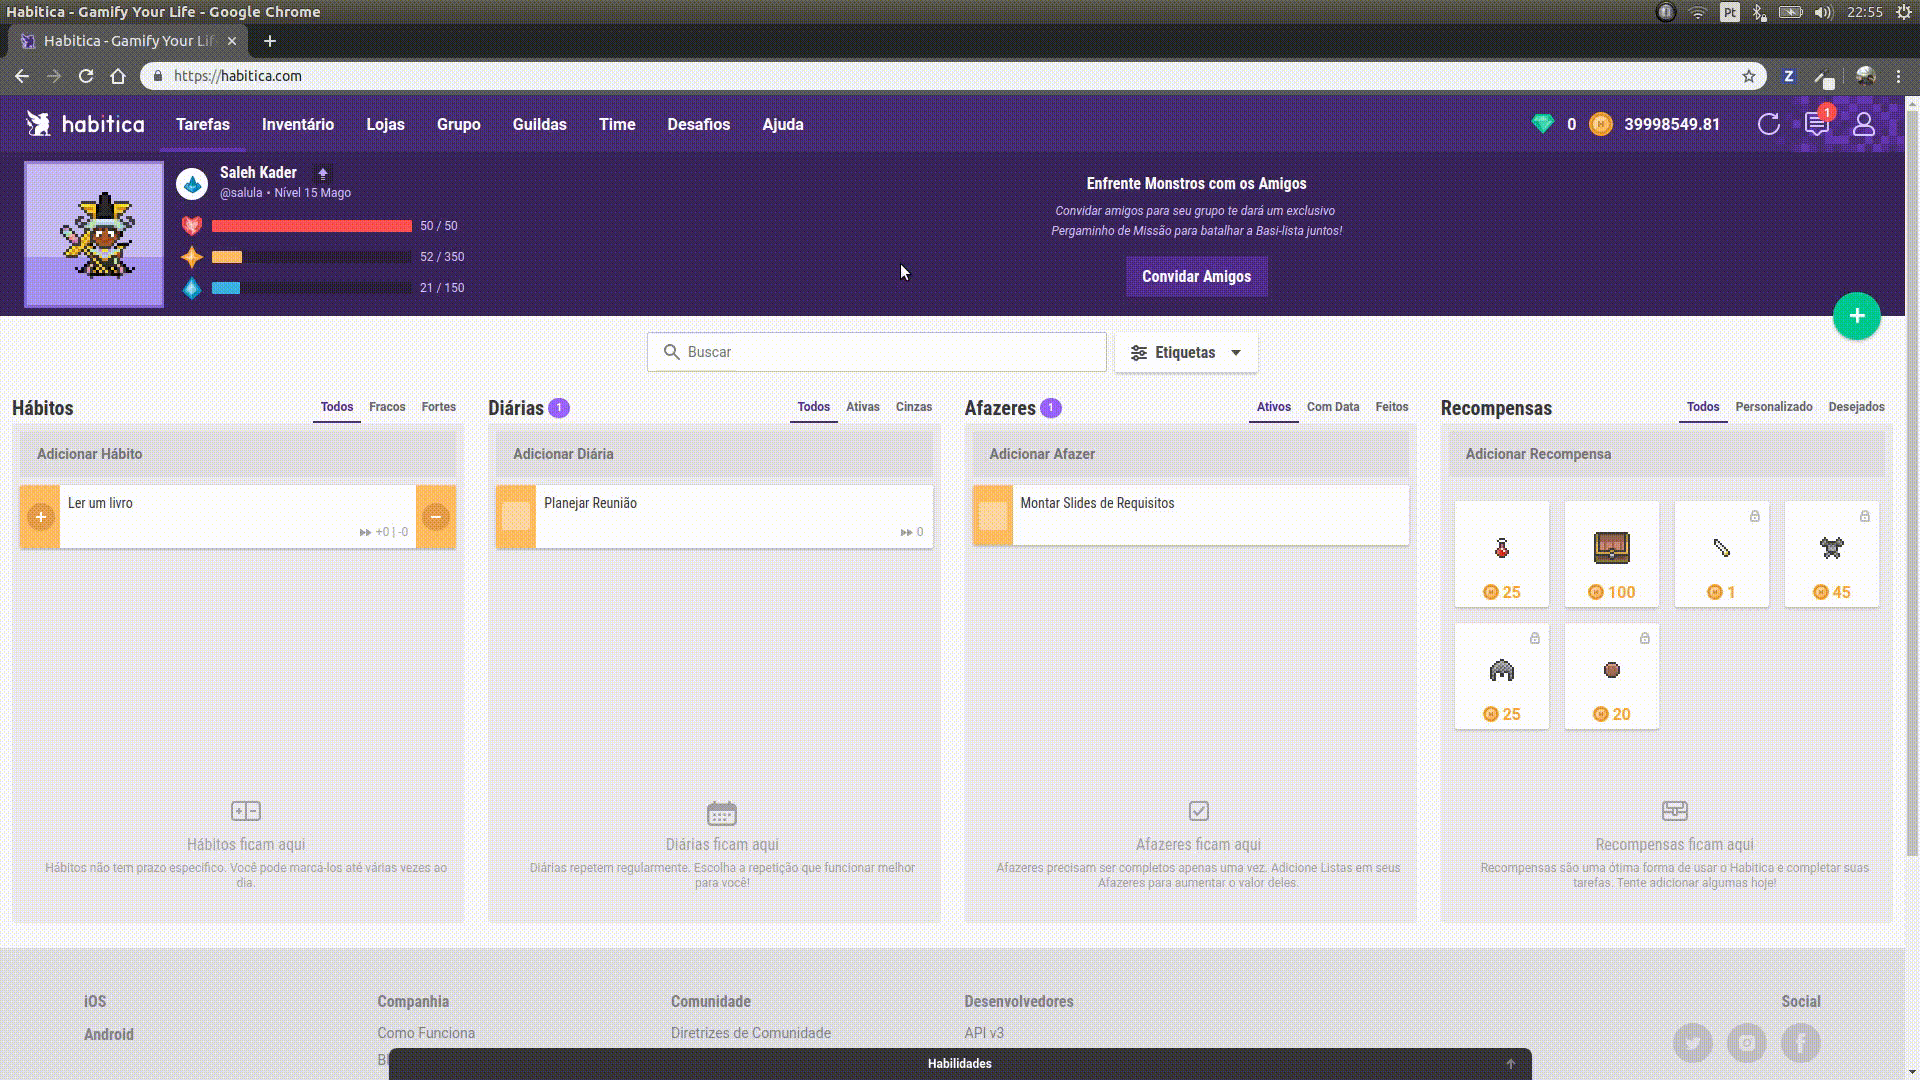 Habitica - Gamify Your Life - Google Chrome
Pt
22:55
Habitica - Gamify Your Lif
https://habitica.com
Z
habitica
Tarefas
Inventário
Lojas
Grupo
Guildas
Time
Desafios
Ajuda
0
39998549.81
1
Saleh Kader
@salula • Nível 15 Mago
50 / 50
52 / 350
21 / 150
Enfrente Monstros com os Amigos
Convidar amigos para seu grupo te dará um exclusivo
Pergaminho de Missão para batalhar a Basi-lista juntos!
Convidar Amigos
Buscar
Etiquetas
Hábitos
Todos
Fracos
Fortes
Adicionar Hábito
Ler um livro
+0 | -0
Hábitos ficam aqui
Hábitos não tem prazo especifico. Você pode marcá-los até várias vezes ao
dia.
Diárias 1
Todos
Ativas
Cinzas
Adicionar Diária
Planejar Reunião
0
Diárias ficam aqui
Diárias repetem regularmente. Escolha a repetição que funcionar melhor
para você!
Afazeres 1
Ativos
Com Data
Feitos
Adicionar Afazer
Montar Slides de Requisitos
Afazeres ficam aqui
Afazeres precisam ser completos apenas uma vez. Adicione Listas em seus
Afazeres para aumentar o valor deles.
Recompensas
Todos
Personalizado
Desejados
Adicionar Recompensa
25
100
1
45
25
20
Recompensas ficam aqui
Recompensas são uma ótima forma de usar o Habitica e completar suas
tarefas. Tente adicionar algumas hoje!
iOS
Android
Companhia
Como Funciona
Bl
Comunidade
Diretrizes de Comunidade
Desenvolvedores
API v3
Social
Habilidades